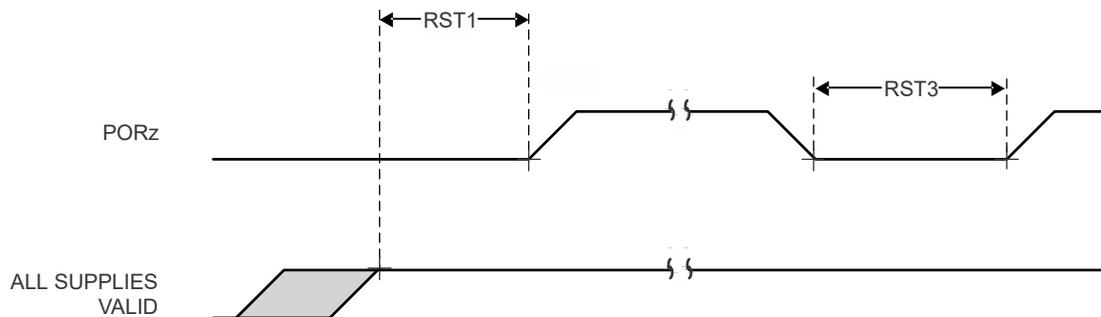 RST1
RST3
PORz
ALL SUPPLIES
VALID